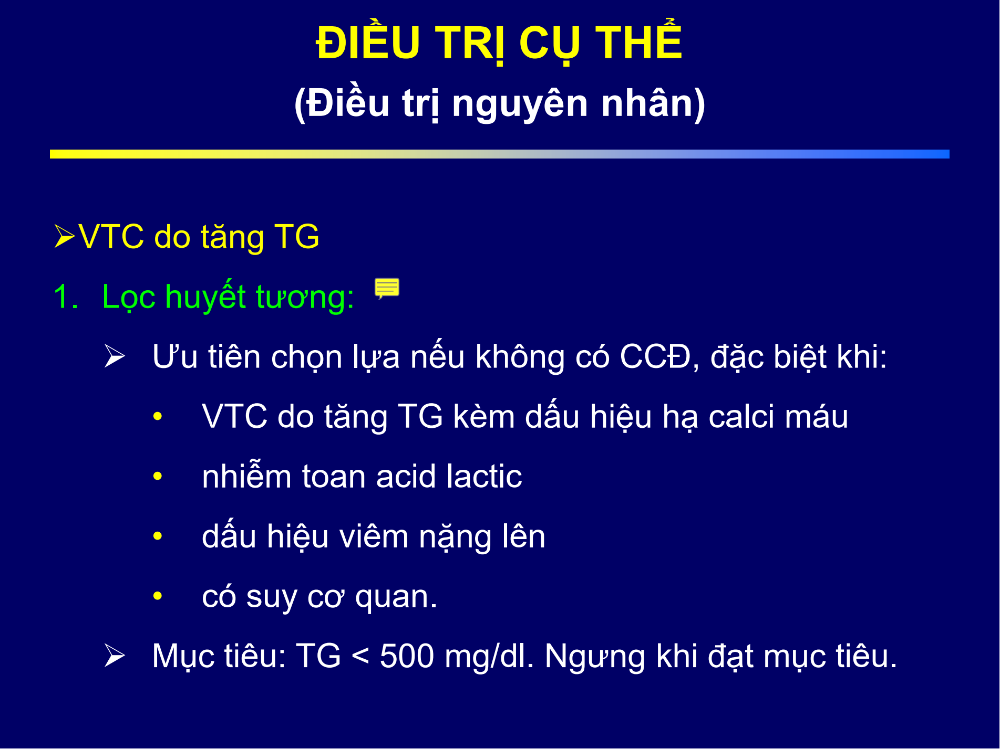 ĐIỀU TRỊ CỤ THỂ
(Điều trị nguyên nhân)
➢VTC do tăng TG
1. Lọc huyết tương:
➢ Ưu tiên chọn lựa nếu không có CCĐ, đặc biệt khi:
• VTC do tăng TG kèm dấu hiệu hạ calci máu
• nhiễm toan acid lactic
• dấu hiệu viêm nặng lên
• có suy cơ quan.
➢ Mục tiêu: TG < 500 mg/dl. Ngưng khi đạt mục tiêu.